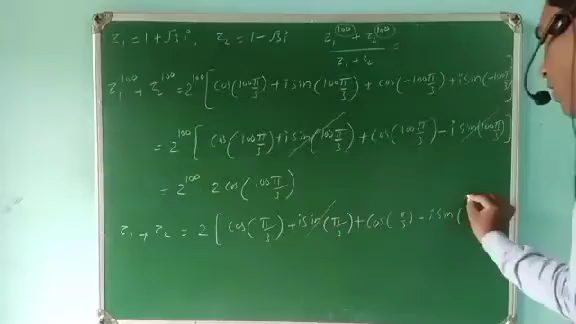 z₁ = 1 + √3 i, z₂ = 1 - √3 i (z₁^100 + z₂^100)/(z₁ + z₂) =
z₁^100 + z₂^100 = 2^100 [cos(100π/3) + i sin(100π/3) + cos(-100π/3) + i sin(-100π/3)]
= 2^100 [cos(100π/3) + i sin(100π/3) + cos(100π/3) - i sin(100π/3)]
= 2^100 2 cos(100π/3)
z₁ + z₂ = 2 [cos(π/3) + i sin(π/3) + cos(π/3) - i sin(